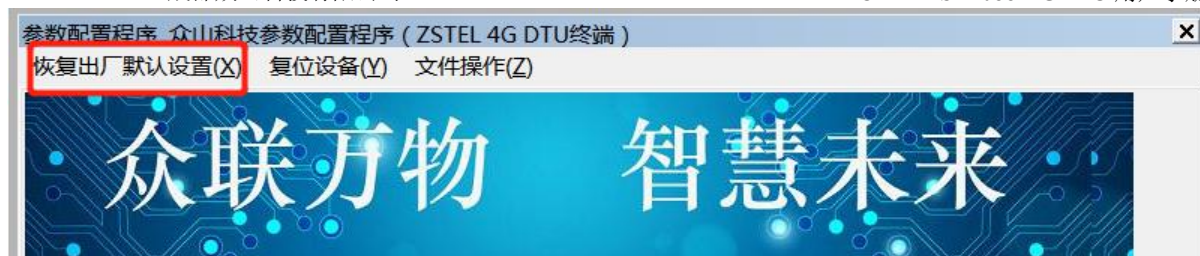 参数配置程序 众山科技参数配置程序 ( ZSTEL 4G DTU终端 )
恢复出厂默认设置(X) 复位设备(Y) 文件操作(Z)
众联万物 智慧未来